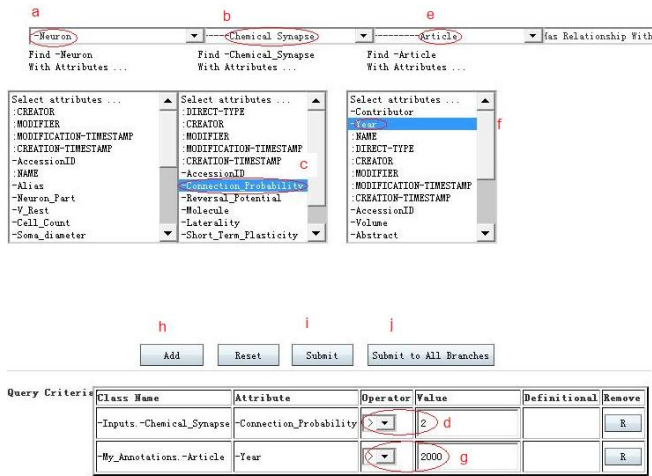 a b e
-Neuron -----Chemical Synapse ---------Article Has Relationship With
Find -Neuron Find -Chemical_Synapse Find -Article
With Attributes ... With Attributes ... With Attributes ...
Select attributes ... Select attributes ... Select attributes ...
:CREATOR :DIRECT-TYPE -Contributor
:MODIFIER :CREATOR -Year f
:MODIFICATION-TIMESTAMP :MODIFIER :NAME
:CREATION-TIMESTAMP :MODIFICATION-TIMESTAMP :DIRECT-TYPE
-AccessionID :CREATION-TIMESTAMP c :CREATOR
:NAME -AccessionID :MODIFIER
-Alias -Connection_Probability :MODIFICATION-TIMESTAMP
-Neuron_Part -Reversal_Potential :CREATION-TIMESTAMP
-V_Rest -Molecule -AccessionID
-Cell_Count -Laterality -Volume
-Soma_diameter -Short_Term_Plasticity -Abstract
h i j
Add Reset Submit Submit to All Branches
Query Criteria Class Name Attribute Operator Value Definitional Remove
-Inputs.-Chemical_Synapse -Connection_Probability > 2 d R
-My_Annotations.-Article -Year > 2000 g R